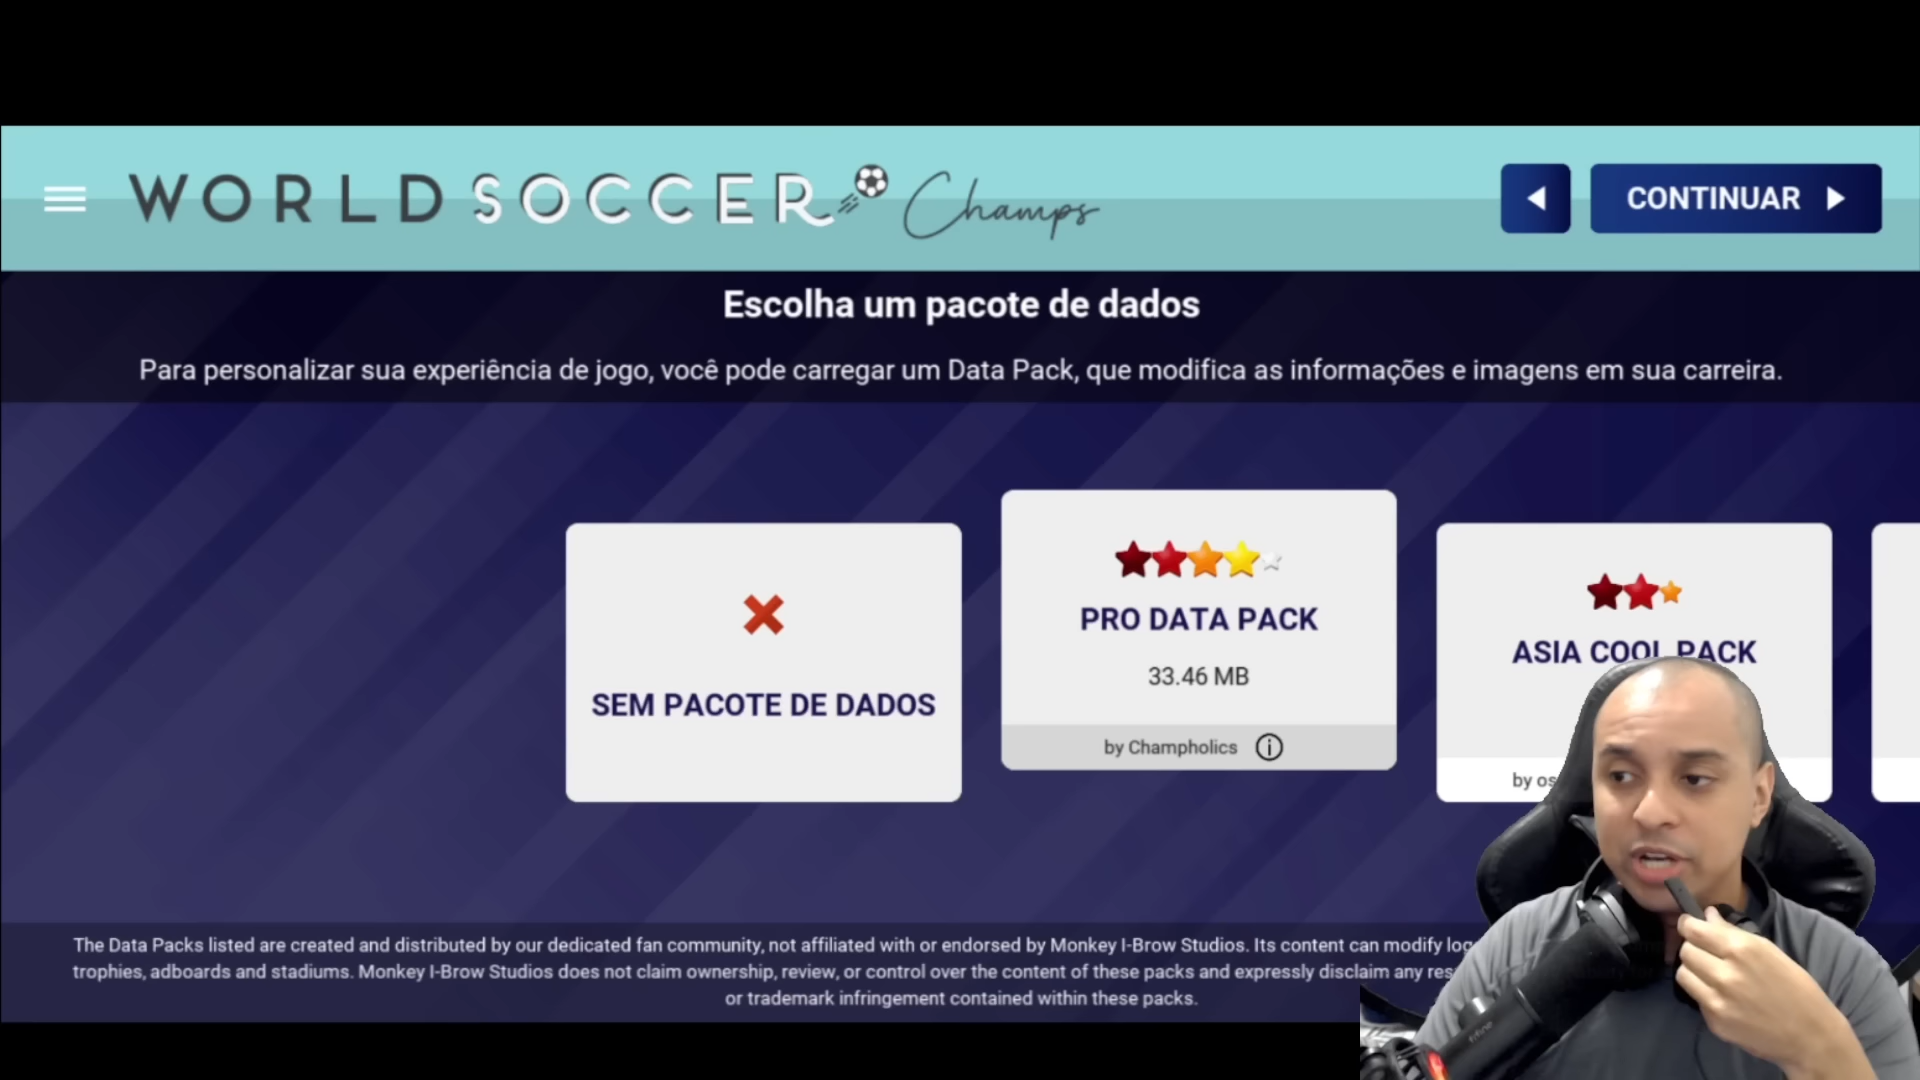 WORLD SOCCER Champs
CONTINUAR
Escolha um pacote de dados
Para personalizar sua experiência de jogo, você pode carregar um Data Pack, que modifica as informações e imagens em sua carreira.
SEM PACOTE DE DADOS
PRO DATA PACK
33.46 MB
by Champholics
ASIA COOL PACK
by
The Data Packs listed are created and distributed by our dedicated fan community, not affiliated with or endorsed by Monkey I-Brow Studios. Its content can modify
trophies, adboards and stadiums. Monkey I-Brow Studios does not claim ownership, review, or control over the content of these packs and expressly disclaim any
or trademark infringement contained within these packs.